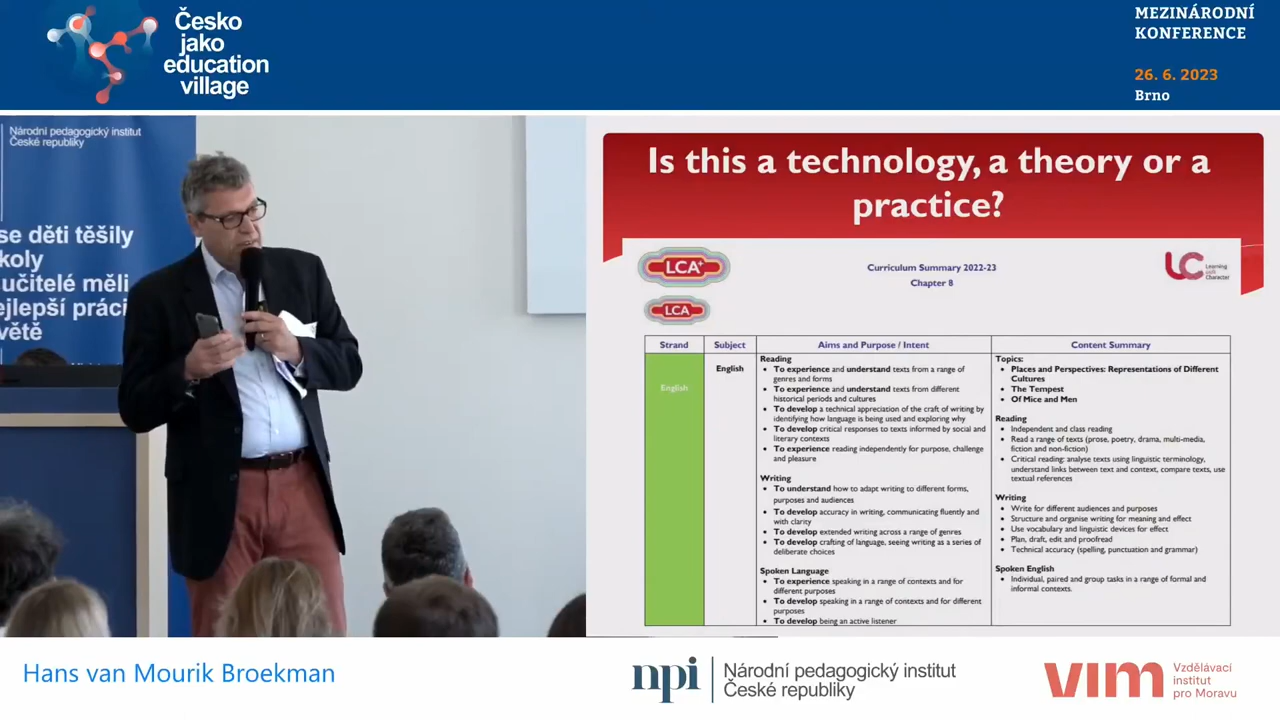 Česko
jako
education
village
MEZINÁRODNÍ
KONFERENCE
26. 6. 2023
Brno
Národní pedagogický institut
České republiky
se děti těšily
koly
učitelé měli
ejlepší práci
větě
Is this a technology, a theory or a
practice?
LCA+
LCA
Curriculum Summary 2022-23
Chapter 8
LC
Learning
with
Character
Strand
Subject
Aims and Purpose / Intent
Content Summary
English
English
Reading
• To experience and understand texts from a range of
genres and forms
• To experience and understand texts from different
historical periods and cultures
• To develop a technical appreciation of the craft of writing by
identifying how language is being used and exploring why
• To develop critical responses to texts informed by social and
literary contexts
• To experience reading independently for purpose, challenge
and pleasure
Writing
• To understand how to adapt writing to different forms,
purposes and audiences
• To develop accuracy in writing, communicating fluently and
with clarity
• To develop extended writing across a range of genres
• To develop crafting of language, seeing writing as a series of
deliberate choices
Spoken Language
• To experience speaking in a range of contexts and for
different purposes
• To develop speaking in a range of contexts and for different
purposes
• To develop being an active listener
Topics:
• Places and Perspectives: Representations of Different
Cultures
• The Tempest
• Of Mice and Men
Reading
• Independent and class reading
• Read a range of texts (prose, poetry, drama, multi-media,
fiction and non-fiction)
• Critical reading: analyse texts using linguistic terminology,
understand links between text and context, compare texts, use
textual references
Writing
• Write for different audiences and purposes
• Structure and organise writing for meaning and effect
• Use vocabulary and linguistic devices for effect
• Plan, draft, edit and proofread
• Technical accuracy (spelling, punctuation and grammar)
Spoken English
• Individual, paired and group tasks in a range of formal and
informal contexts.
Hans van Mourik Broekman
npi
Národní pedagogický institut
České republiky
vim
Vzdělávací
institut
pro Moravu